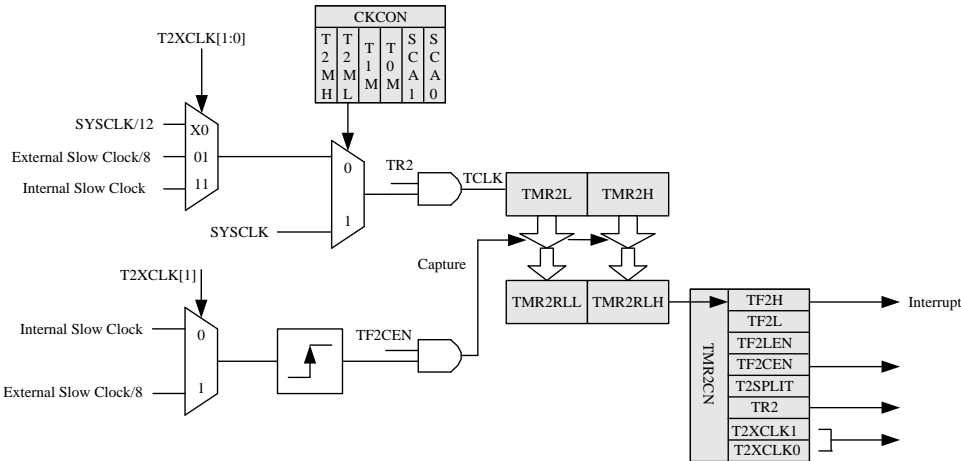 CKCON
T2MH
T2ML
T1M
T0M
SCA1
SCA0
T2XCLK[1:0]
SYSCLK/12
External Slow Clock/8
Internal Slow Clock
X0
01
11
0
1
SYSCLK
TR2
TCLK
TMR2L
TMR2H
Capture
TMR2RLL
TMR2RLH
T2XCLK[1]
Internal Slow Clock
External Slow Clock/8
0
1
TF2CEN
TMR2CN
TF2H
TF2L
TF2LEN
TF2CEN
T2SPLIT
TR2
T2XCLK1
T2XCLK0
Interrupt